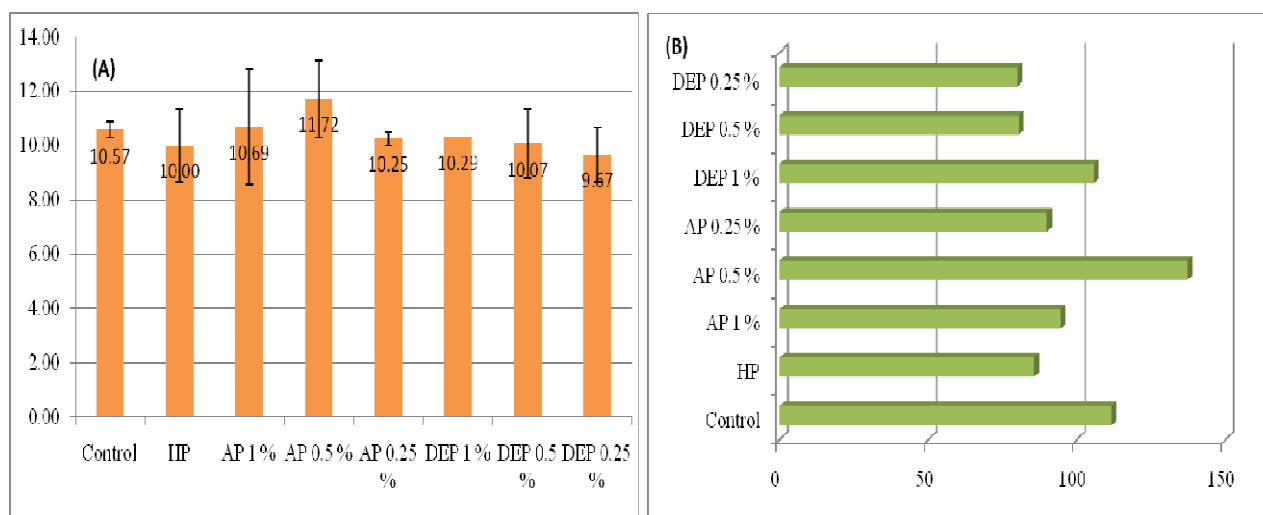 14.00
(A)
12.00
10.00
8.00
6.00
4.00
2.00
0.00
10.57
10.00
10.69
11.72
10.25
10.29
10.07
9.67
Control
HP
AP 1 %
AP 0.5 %
AP 0.25
%
DEP 1 %
DEP 0.5
%
DEP 0.25
%
(B)
DEP 0.25 %
DEP 0.5 %
DEP 1 %
AP 0.25 %
AP 0.5 %
AP 1 %
HP
Control
0
50
100
150